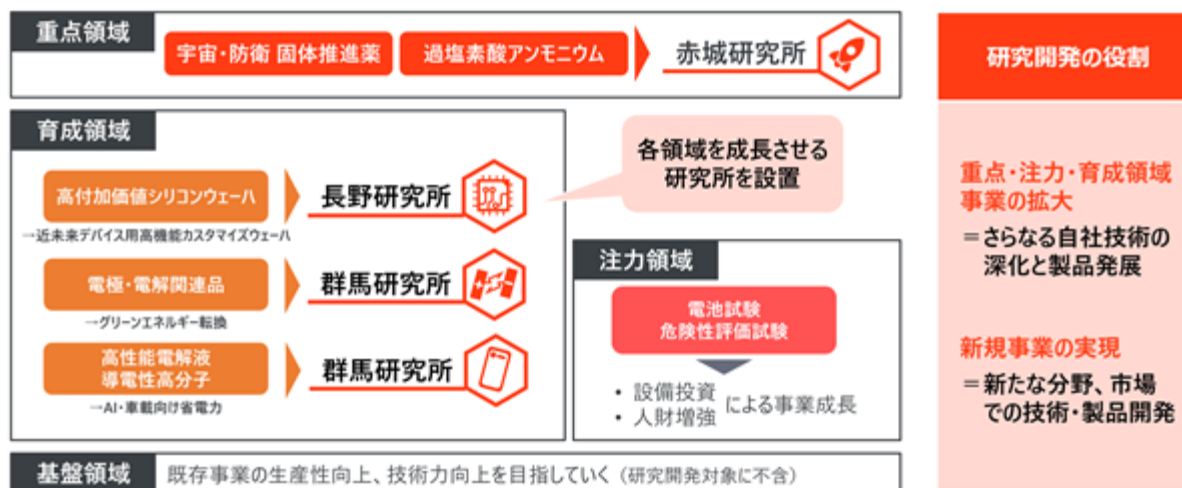 重点領域
宇宙・防衛 固体推進薬
過塩素酸アンモニウム
赤城研究所
育成領域
高付加価値シリコンウェーハ
長野研究所
→近未来デバイス用高機能カスタマイズウェーハ
電極・電解関連品
群馬研究所
→グリーンエネルギー転換
高性能電解液
導電性高分子
群馬研究所
→AI・車載向け省電力
各領域を成長させる
研究所を設置
注力領域
電池試験
危険性評価試験
・ 設備投資
・ 人財増強
による事業成長
基盤領域
既存事業の生産性向上、技術力向上を目指していく（研究開発対象に不含）
研究開発の役割
重点・注力・育成領域
事業の拡大
＝さらなる自社技術の
深化と製品発展
新規事業の実現
＝新たな分野、市場
での技術・製品開発